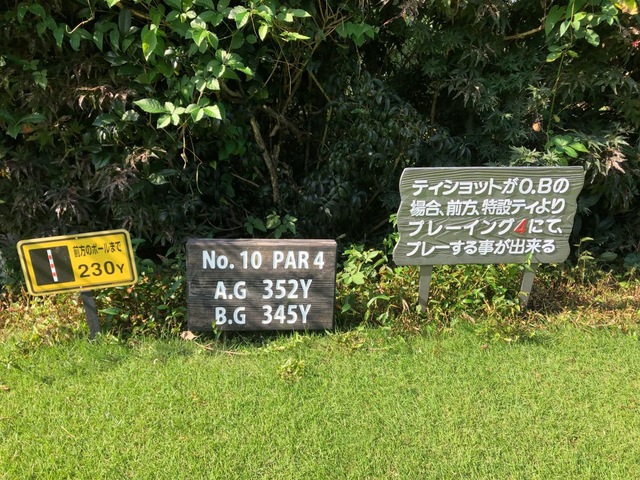 前方のポールまで
230Y
No. 10 PAR 4
A.G 352Y
B.G 345Y
ティショットがO.Bの
場合、前方、特設ティより
プレーイング4にて、
プレーする事が出来る